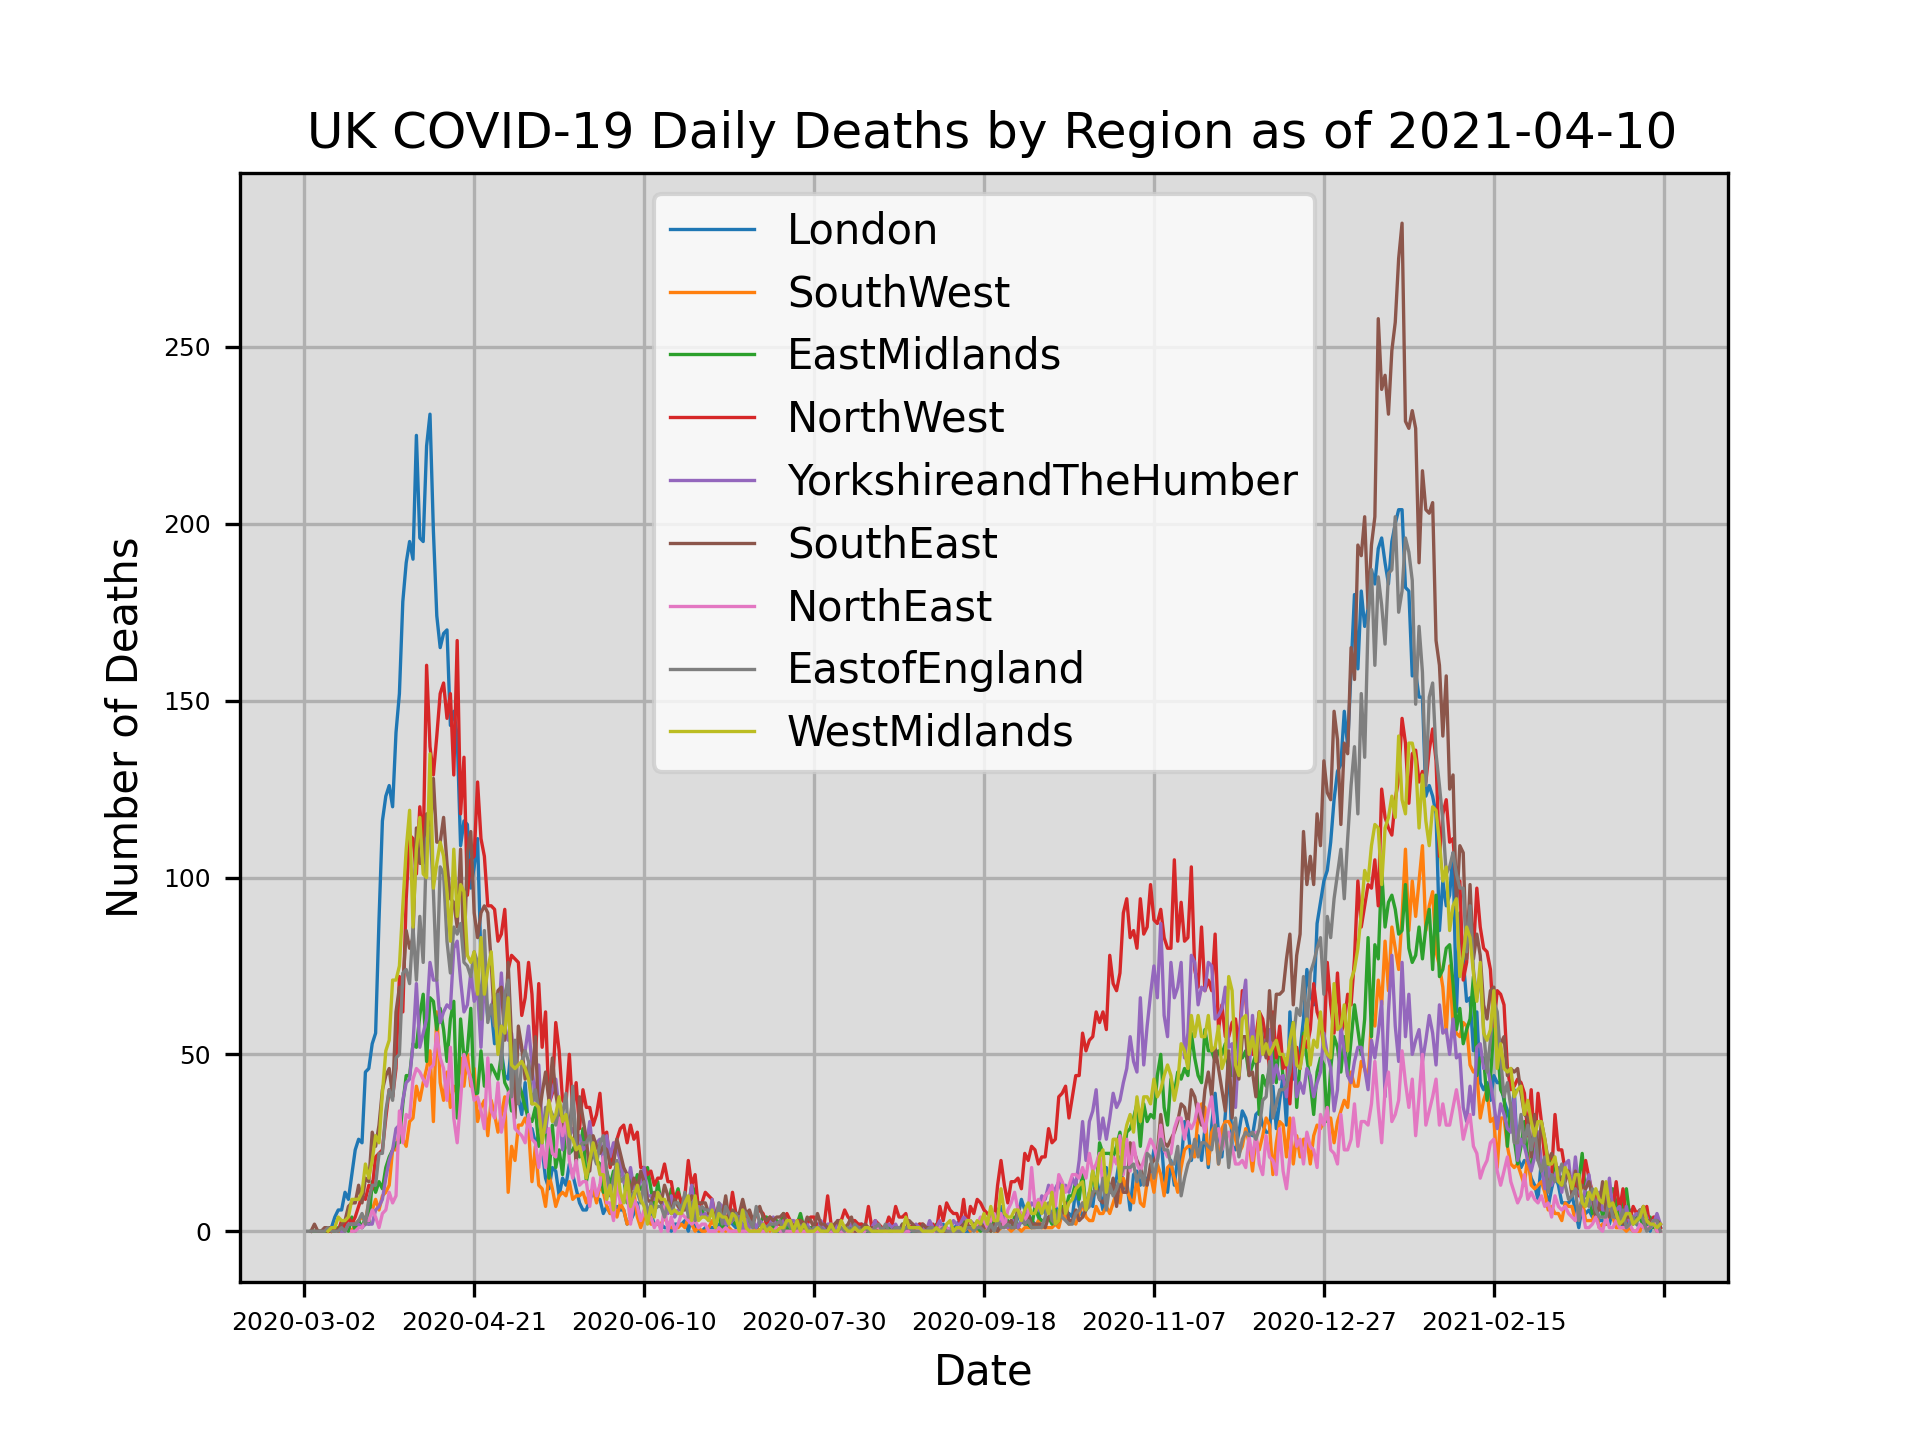 UK COVID-19 Daily Deaths by Region as of 2021-04-10
London
SouthWest
EastMidlands
NorthWest
YorkshireandTheHumber
SouthEast
NorthEast
EastofEngland
WestMidlands
Number of Deaths
250
200
150
100
50
0
2020-03-02 2020-04-21 2020-06-10 2020-07-30 2020-09-18 2020-11-07 2020-12-27 2021-02-15
Date